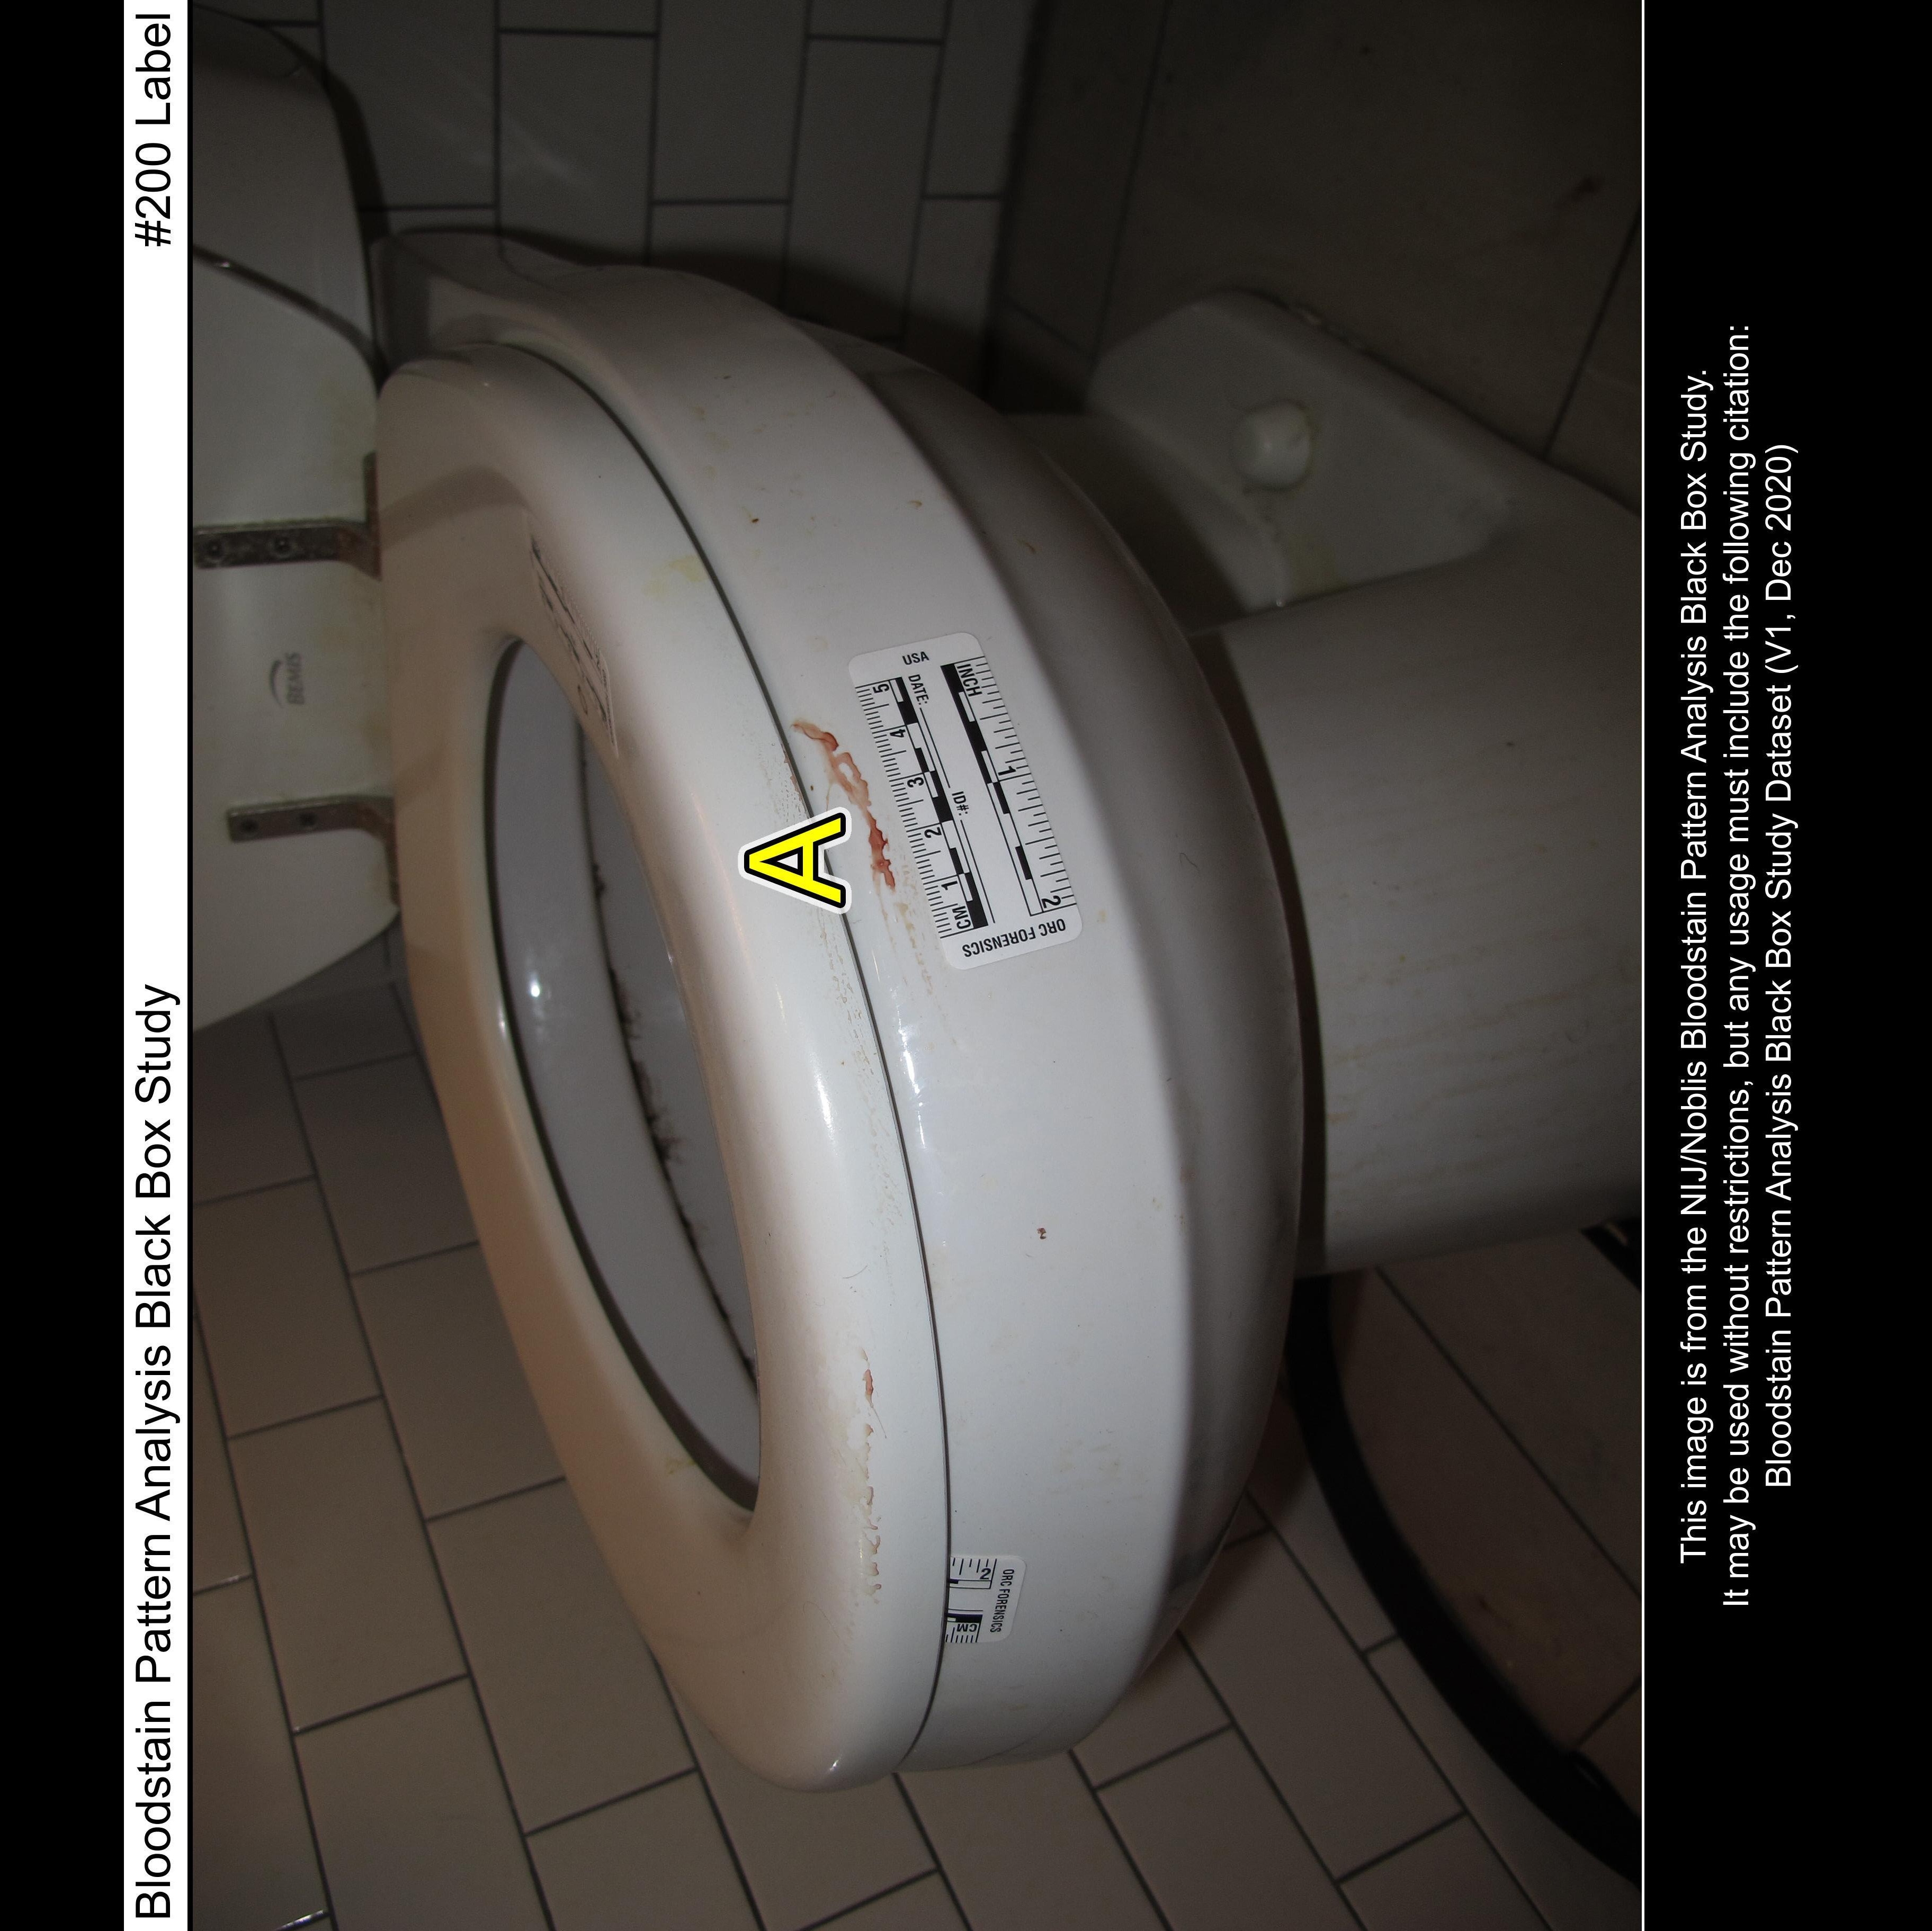 Bloodstain Pattern Analysis Black Box Study #200 Label
BEMIS
A
USA
INCH 1 2
DATE:
ID#:
CM 1 2 3 4 5
ORC FORENSICS
2
CM
ORC FORENSICS
This image is from the NIJ/Noblis Bloodstain Pattern Analysis Black Box Study.
It may be used without restrictions, but any usage must include the following citation:
Bloodstain Pattern Analysis Black Box Study Dataset (V1, Dec 2020)